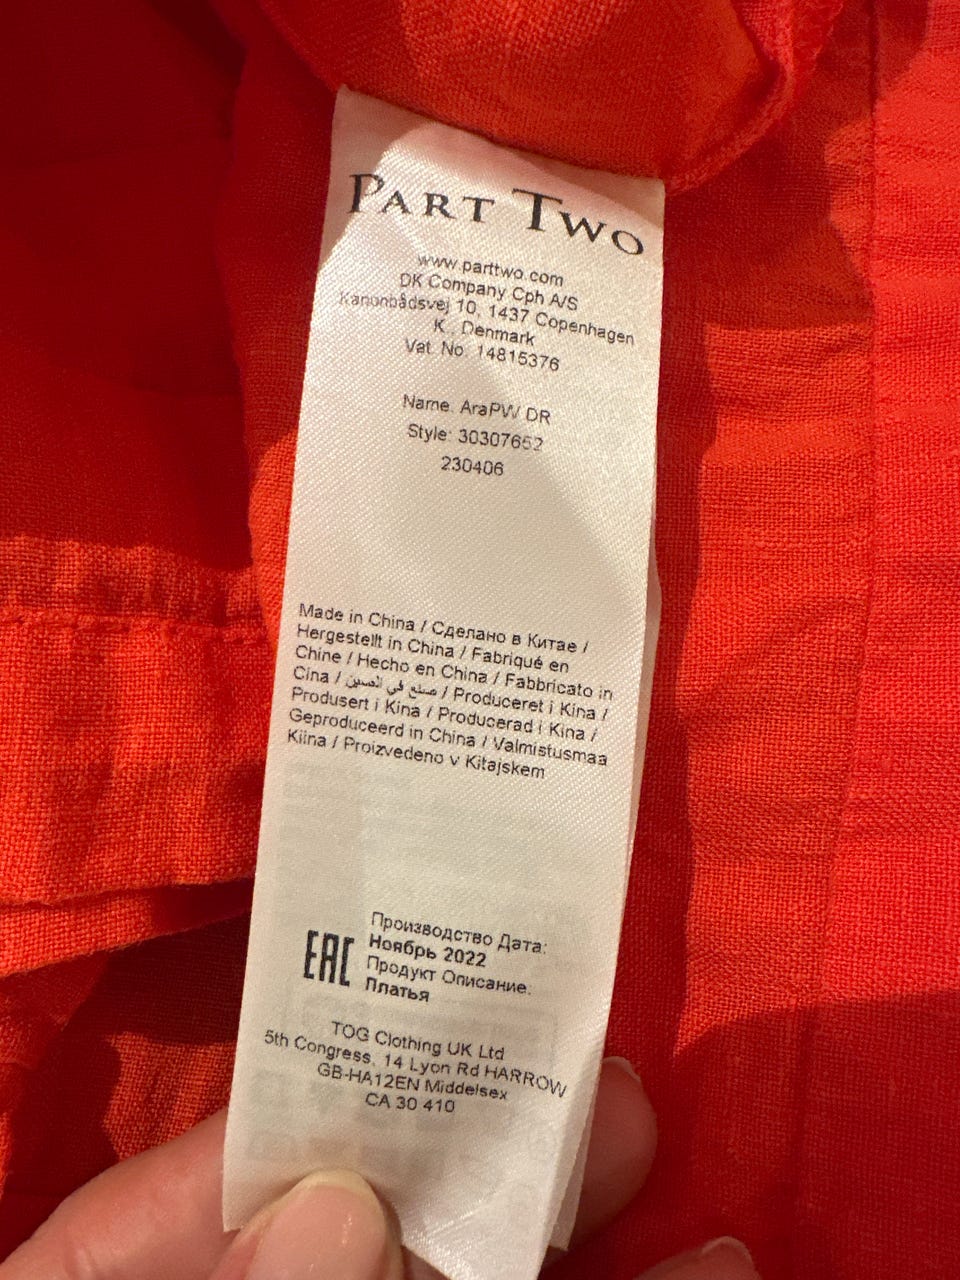 PART TWO
www.parttwo.com
DK Company Cph A/S
Kanonbådsvej 10, 1437 Copenhagen
K., Denmark
Vat. No. 14815376
Name. AraPW DR
Style: 30307652
230406
Made in China / Сделано в Китае /
Hergestellt in China / Fabriqué en
Chine / Hecho en China / Fabbricato in
Cina / صنع في الصين / Produceret i Kina /
Produsert i Kina / Producerad i Kina /
Geproduceerd in China / Valmistusmaa
Kiina / Proizvedeno v Kitajskem
EAC
Производство Дата:
Ноябрь 2022
Продукт Описание:
Платья
TOG Clothing UK Ltd
5th Congress, 14 Lyon Rd HARROW
GB-HA12EN Middelsex
CA 30 410